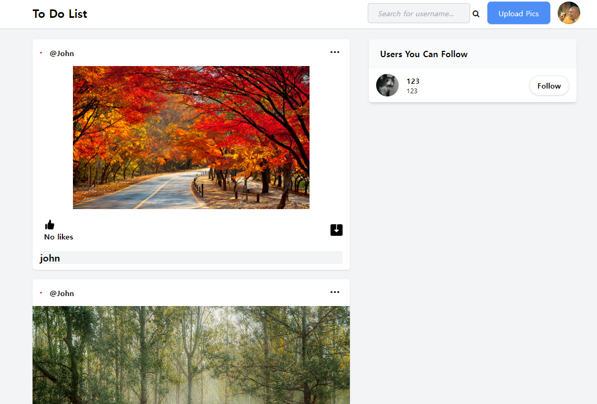 To Do List
Search for username...
Upload Pics
@John
No likes
john
@John
Users You Can Follow
123
123
Follow